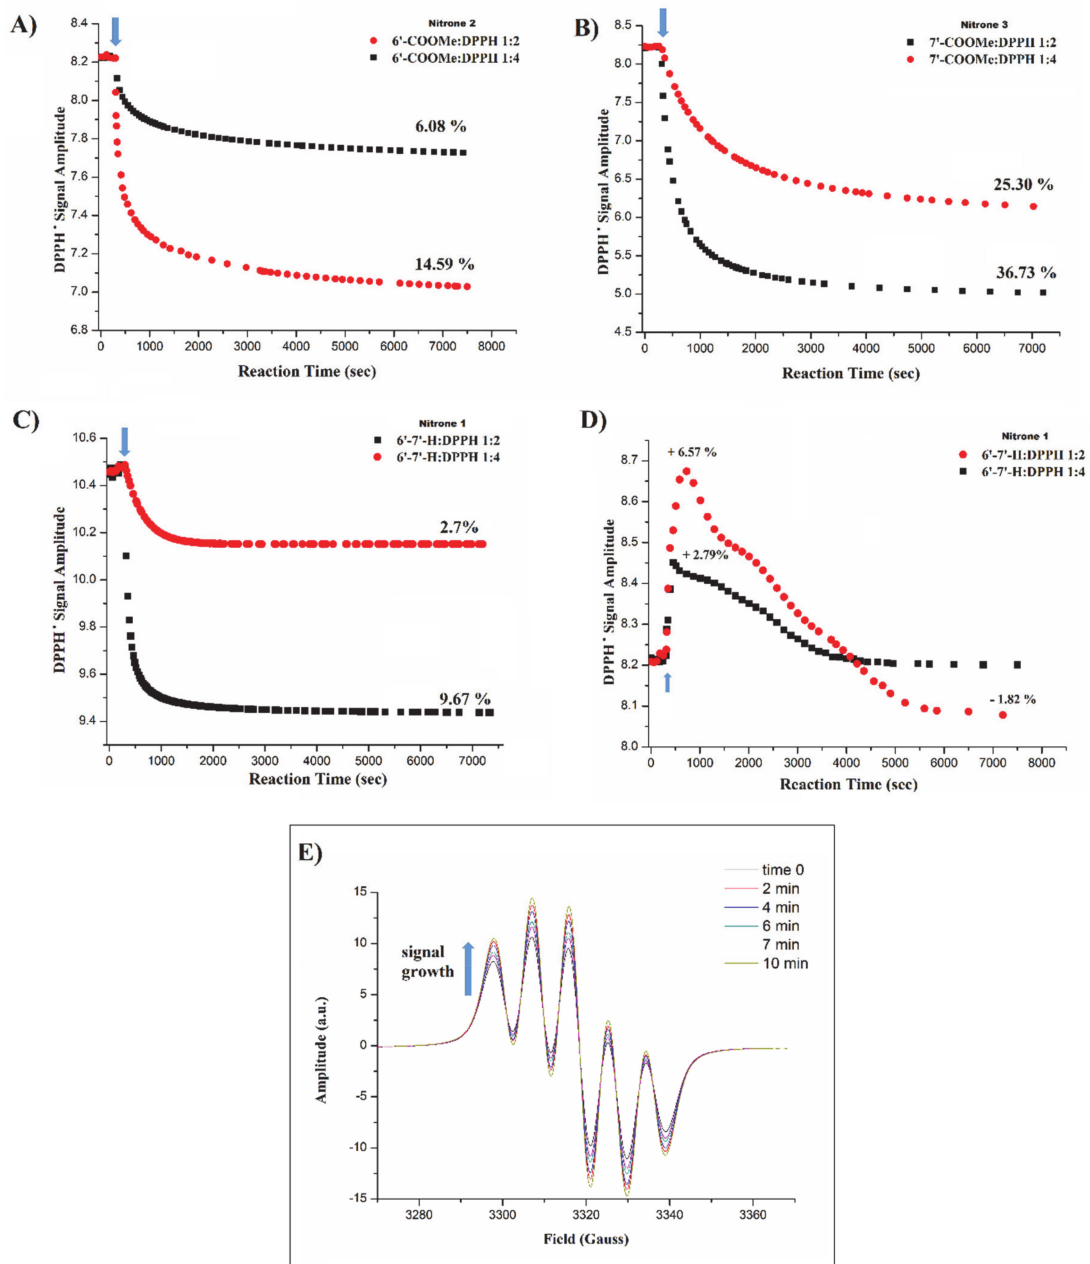 A)
Nitrone 2
6'-COOMe:DPPH 1:2
6'-COOMe:DPPH 1:4
8.4
8.2
8.0
7.8
7.6
7.4
7.2
7.0
6.8
DPPH• Signal Amplitude
6.08 %
14.59 %
0 1000 2000 3000 4000 5000 6000 7000 8000
Reaction Time (sec)
B)
Nitrone 3
7'-COOMe:DPPH 1:2
7'-COOMe:DPPH 1:4
8.5
8.0
7.5
7.0
6.5
6.0
5.5
5.0
4.5
DPPH• Signal Amplitude
25.30 %
36.73 %
0 1000 2000 3000 4000 5000 6000 7000
Reaction Time (sec)
C)
Nitrone 1
6'-7'-H:DPPH 1:2
6'-7'-H:DPPH 1:4
10.6
10.4
10.2
10.0
9.8
9.6
9.4
DPPH• Signal Amplitude
2.7%
9.67 %
0 1000 2000 3000 4000 5000 6000 7000
Reaction Time (sec)
D)
Nitrone 1
6'-7'-H:DPPH 1:2
6'-7'-H:DPPH 1:4
8.7
8.6
8.5
8.4
8.3
8.2
8.1
8.0
DPPH• Signal Amplitude
+ 6.57 %
+ 2.79%
- 1.82 %
0 1000 2000 3000 4000 5000 6000 7000 8000
Reaction Time (sec)
E)
time 0
2 min
4 min
6 min
7 min
10 min
signal
growth
15
10
5
0
-5
-10
-15
Amplitude (a.u.)
3280 3300 3320 3340 3360
Field (Gauss)